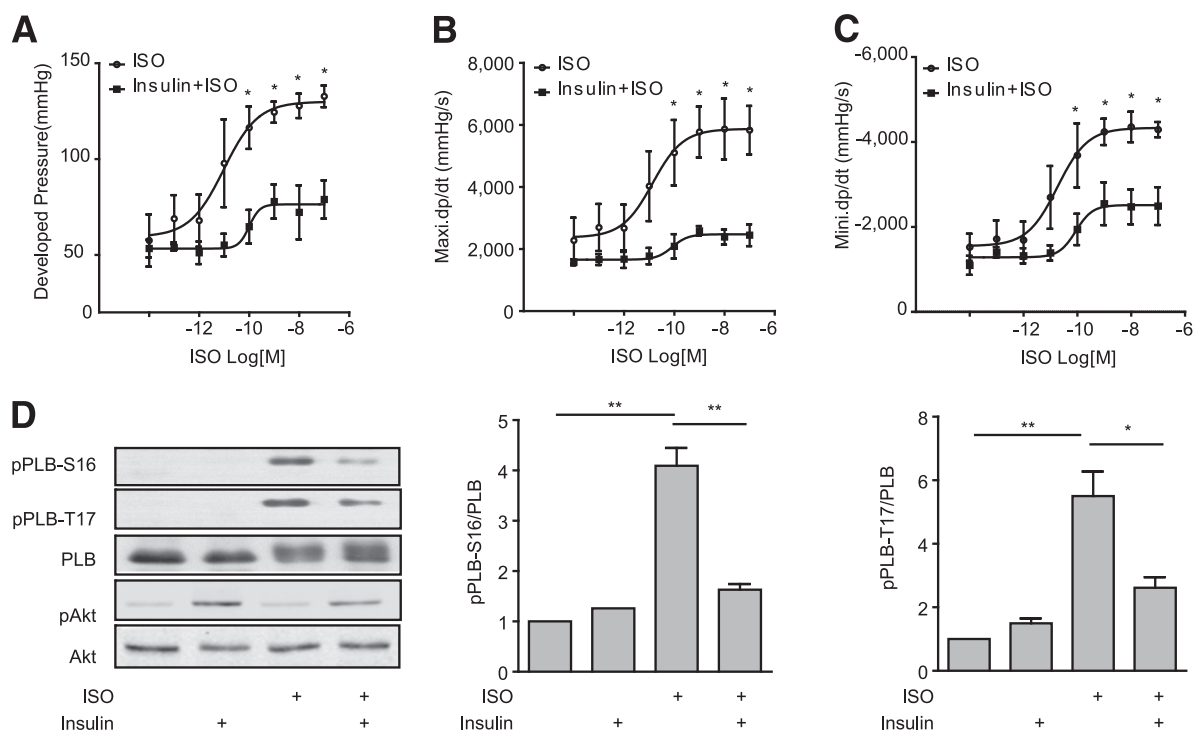 A
150
100
50
0
Developed Pressure(mmHg)
ISO
Insulin+ISO
* * * *
-12 -10 -8 -6
ISO Log[M]
B
8,000
6,000
4,000
2,000
0
Maxi.dp/dt (mmHg/s)
ISO
Insulin+ISO
* * * *
-12 -10 -8 -6
ISO Log[M]
C
-6,000
-4,000
-2,000
0
Mini.dp/dt (mmHg/s)
ISO
Insulin+ISO
* * * *
-12 -10 -8 -6
ISO Log[M]
D
pPLB-S16
pPLB-T17
PLB
pAkt
Akt
ISO + +
Insulin + +
5
4
3
2
1
0
pPLB-S16/PLB
** **
+ +
+ +
8
6
4
2
0
pPLB-T17/PLB
** *
+ +
+ +